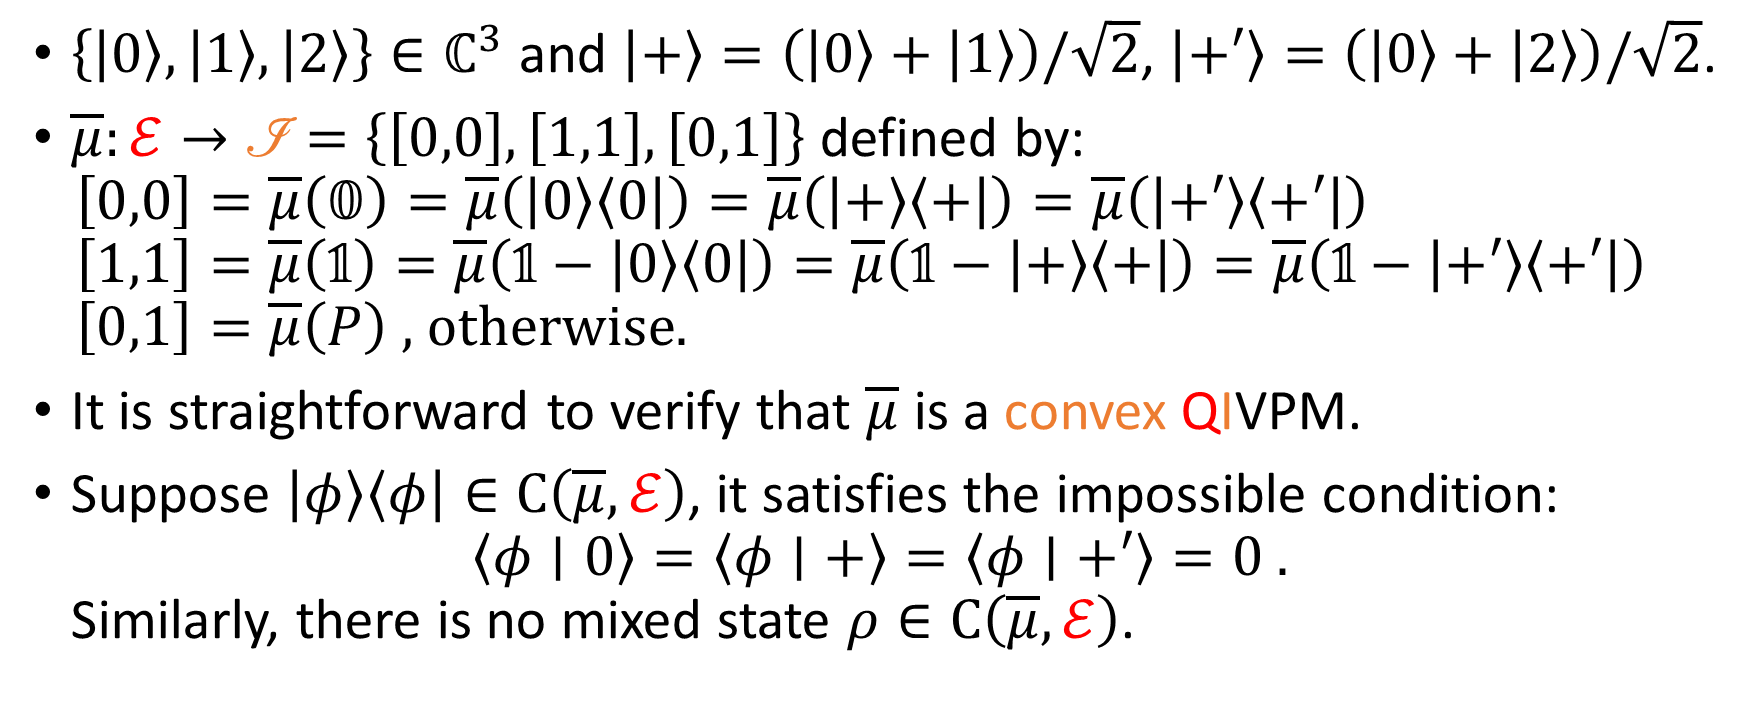 • {|0⟩, |1⟩, |2⟩} ∈ ℂ³ and |+⟩ = (|0⟩ + |1⟩)/√2, |+′⟩ = (|0⟩ + |2⟩)/√2.
• μ̅: ℰ → ℐ = {[0,0], [1,1], [0,1]} defined by:
[0,0] = μ̅(𝟘) = μ̅(|0⟩⟨0|) = μ̅(|+⟩⟨+|) = μ̅(|+′⟩⟨+′|)
[1,1] = μ̅(𝟙) = μ̅(𝟙 − |0⟩⟨0|) = μ̅(𝟙 − |+⟩⟨+|) = μ̅(𝟙 − |+′⟩⟨+′|)
[0,1] = μ̅(P) , otherwise.
• It is straightforward to verify that μ̅ is a convex QIVPM.
• Suppose |ϕ⟩⟨ϕ| ∈ C(μ̅, ℰ), it satisfies the impossible condition:
⟨ϕ | 0⟩ = ⟨ϕ | +⟩ = ⟨ϕ | +′⟩ = 0 .
Similarly, there is no mixed state ρ ∈ C(μ̅, ℰ).